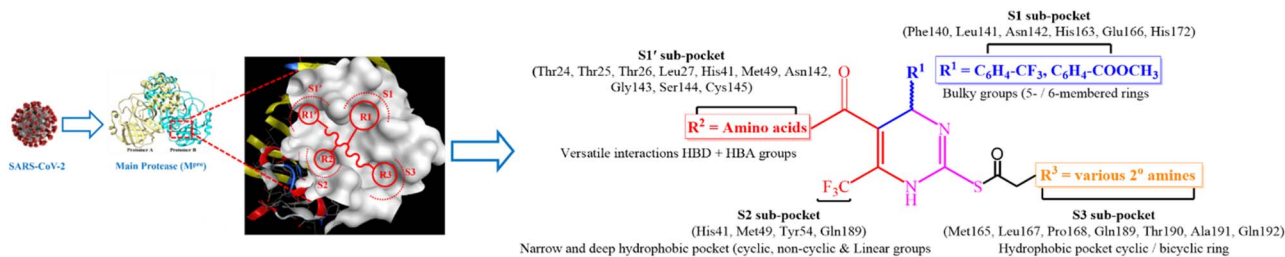 SARS-CoV-2
Protomer A
Protomer B
Main Protease (Mᵖʳᵒ)
S1'
S1
R1'
R1
R2
R3
S2
S3
S1' sub-pocket
(Thr24, Thr25, Thr26, Leu27, His41, Met49, Asn142,
Gly143, Ser144, Cys145)
R² = Amino acids
Versatile interactions HBD + HBA groups
S1 sub-pocket
(Phe140, Leu141, Asn142, His163, Glu166, His172)
R¹ = C₆H₄-CF₃, C₆H₄-COOCH₃
Bulky groups (5- / 6-membered rings
O
R¹
N
F₃C
N
H
S
O
R³ = various 2° amines
S2 sub-pocket
(His41, Met49, Tyr54, Gln189)
Narrow and deep hydrophobic pocket (cyclic, non-cyclic & Linear groups
S3 sub-pocket
(Met165, Leu167, Pro168, Gln189, Thr190, Ala191, Gln192)
Hydrophobic pocket cyclic / bicyclic ring